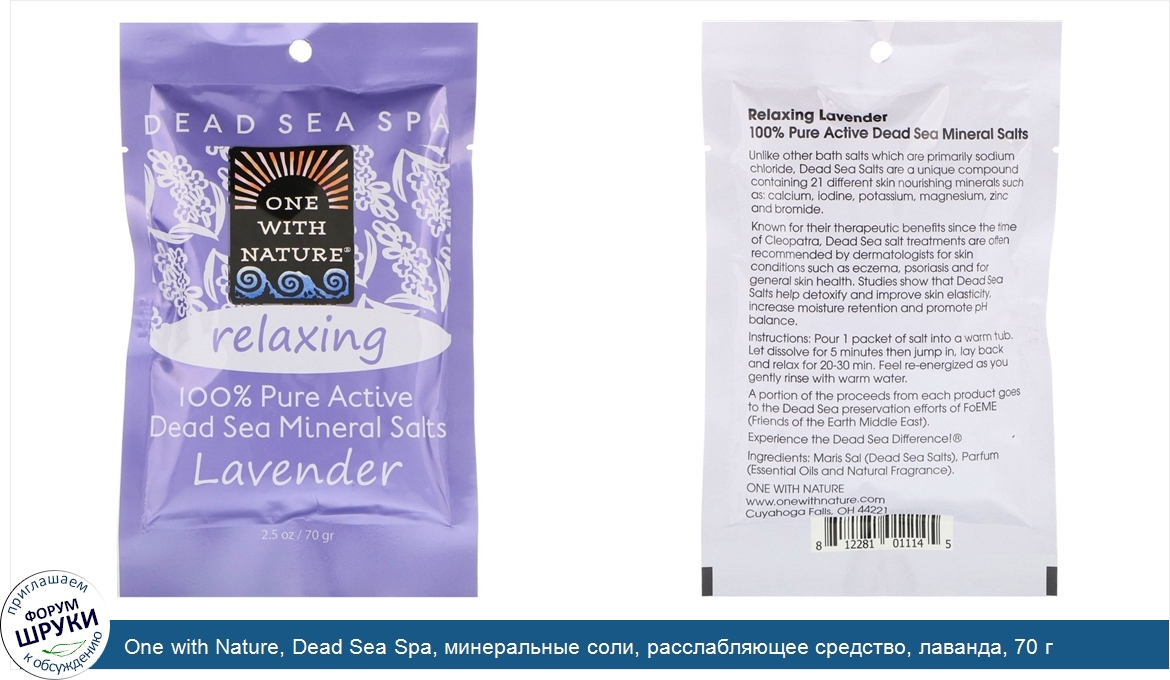 DEAD SEA SPA
ONE
WITH
NATURE®
relaxing
100% Pure Active
Dead Sea Mineral Salts
Lavender
2.5 oz / 70 gr
Relaxing Lavender
100% Pure Active Dead Sea Mineral Salts
Unlike other bath salts which are primarily sodium
chloride, Dead Sea Salts are a unique compound
containing 21 different skin nourishing minerals such
as: calcium, Iodine, potassium, magnesium, zinc
and bromide.
Known for their therapeutic benefits since the time
of Cleopatra, Dead Sea salt treatments are often
recommended by dermatologists for skin
conditions such as eczema, psoriasis and for
general skin health. Studies show that Dead Sea
Salts help detoxify and improve skin elasticity,
increase moisture retention and promote pH
balance.
Instructions: Pour 1 packet of salt into a warm tub.
Let dissolve for 5 minutes then jump in, lay back
and relax for 20-30 min. Feel re-energized as you
gently rinse with warm water.
A portion of the proceeds from each product goes
to the Dead Sea preservation efforts of FoEME
(Friends of the Earth Middle East).
Experience the Dead Sea Difference!®
Ingredients: Maris Sal (Dead Sea Salts), Parfum
(Essential Oils and Natural Fragrance).
ONE WITH NATURE
www.onewithnature.com
Cuyahoga Falls, OH 44221
8 12281 01114 5
приглашаем
ФОРУМ
ШРУКИ
к обсуждению
One with Nature, Dead Sea Spa, минеральные соли, расслабляющее средство, лаванда, 70 г